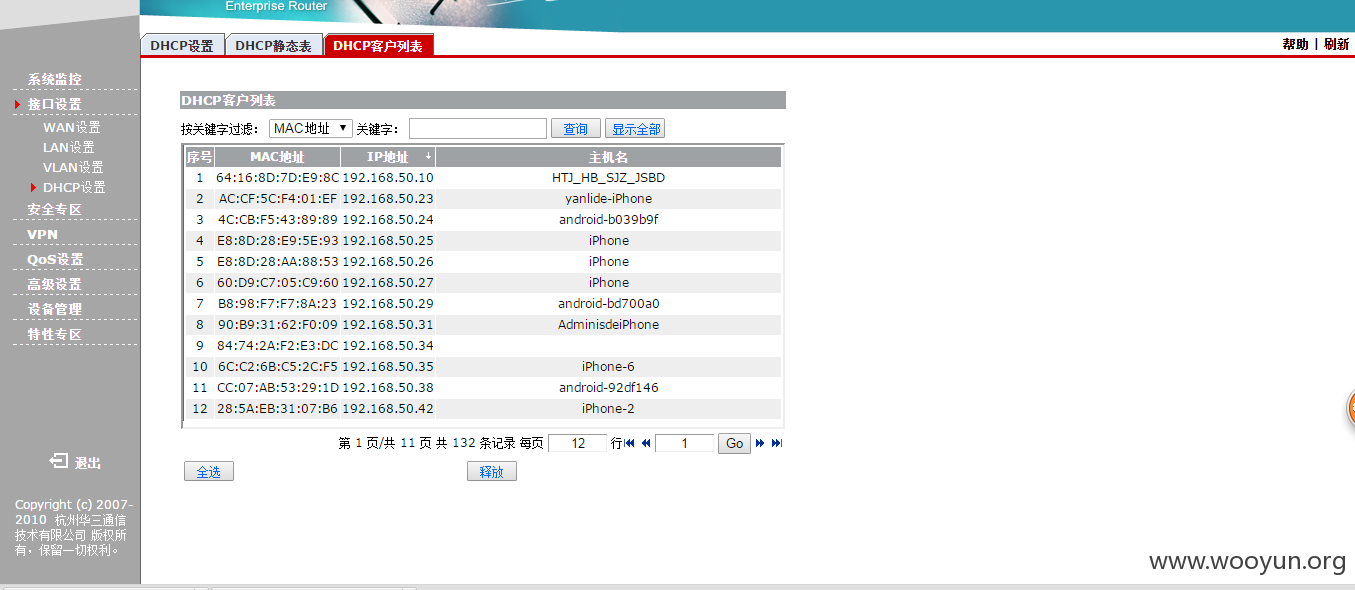 Enterprise Router
DHCP设置 DHCP静态表 DHCP客户列表 帮助 | 刷新
系统监控
接口设置
WAN设置
LAN设置
VLAN设置
DHCP设置
安全专区
VPN
QoS设置
高级设置
设备管理
特性专区
退出
Copyright (c) 2007-
2010 杭州华三通信
技术有限公司 版权所
有，保留一切权利。
DHCP客户列表
按关键字过滤： MAC地址 关键字： 查询 显示全部
序号 MAC地址 IP地址 主机名
1 64:16:8D:7D:E9:8C 192.168.50.10 HTJ_HB_SJZ_JSBD
2 AC:CF:5C:F4:01:EF 192.168.50.23 yanlide-iPhone
3 4C:CB:F5:43:89:89 192.168.50.24 android-b039b9f
4 E8:8D:28:E9:5E:93 192.168.50.25 iPhone
5 E8:8D:28:AA:88:53 192.168.50.26 iPhone
6 60:D9:C7:05:C9:60 192.168.50.27 iPhone
7 B8:98:F7:F7:8A:23 192.168.50.29 android-bd700a0
8 90:B9:31:62:F0:09 192.168.50.31 AdminisdeiPhone
9 84:74:2A:F2:E3:DC 192.168.50.34
10 6C:C2:6B:C5:2C:F5 192.168.50.35 iPhone-6
11 CC:07:AB:53:29:1D 192.168.50.38 android-92df146
12 28:5A:EB:31:07:B6 192.168.50.42 iPhone-2
第 1 页/共 11 页 共 132 条记录 每页 12 行 1 Go
全选 释放
www.wooyun.org